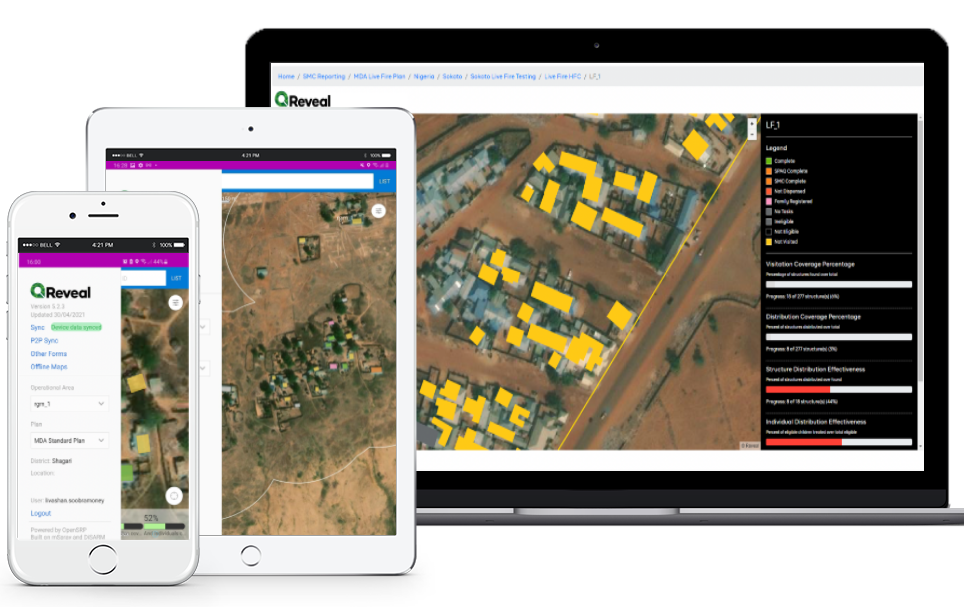 Home / SMC Reporting / MDA Live Fire Plan / Nigeria / Sokoto / Sokoto Live Fire Testing / Live Fire HFC / LF_1
Reveal
LF_1
Legend
Complete
SPAQ Complete
SMC Complete
Not Dispensed
Family Registered
No Tasks
Ineligible
Not Eligible
Not Visited
Visitation Coverage Percentage
Percentage of structures found over total
Progress: 18 of 277 structure(s) (6%)
Distribution Coverage Percentage
Percent of structures distributed over total
Progress: 8 of 277 structure(s) (3%)
Structure Distribution Effectiveness
Percent of structures distributed over found
Progress: 8 of 18 structure(s) (44%)
Individual Distribution Effectiveness
Percent of eligible children treated over total eligible
BELL
4:21 PM
100%
16:28
LIST
BELL
4:21 PM
100%
16:30
44%
LIST
Reveal
Version 5.3.3
Updated 30/04/2021
Sync Device data synced
P2P Sync
Other Forms
Offline Maps
Operational Area
rgm_1
Plan
MDA Standard Plan
District: Shagari
Location:
User: liveshan.soobramoney
Logout
Powered by OpenSRP
Built on mSpray and DiSARM
52%